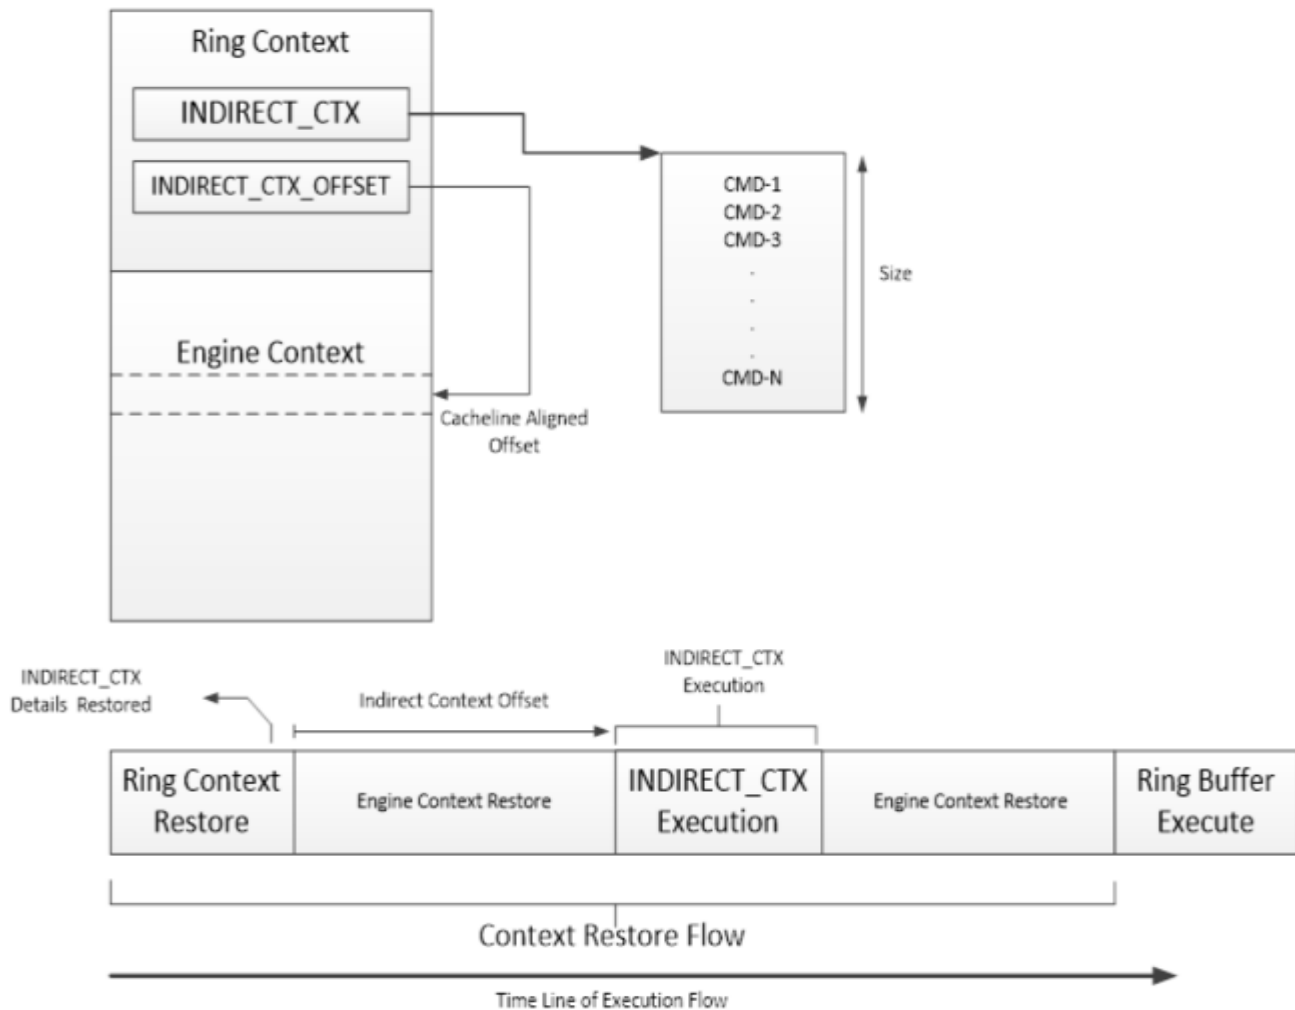 Ring Context
INDIRECT_CTX
INDIRECT_CTX_OFFSET
CMD-1
CMD-2
CMD-3
.
.
.
.
CMD-N
Size
Engine Context
Cacheline Aligned
Offset
INDIRECT_CTX
Details Restored
Indirect Context Offset
INDIRECT_CTX
Execution
Ring Context
Restore
Engine Context Restore
INDIRECT_CTX
Execution
Engine Context Restore
Ring Buffer
Execute
Context Restore Flow
Time Line of Execution Flow